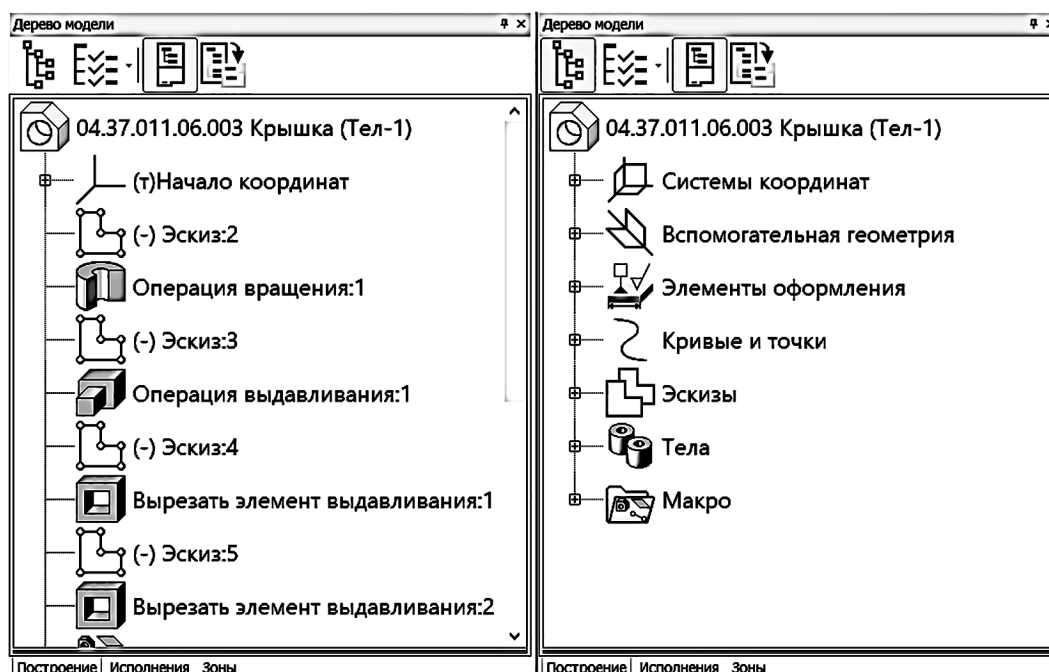 Дерево модели
04.37.011.06.003 Крышка (Тел-1)
(т)Начало координат
(-) Эскиз:2
Операция вращения:1
(-) Эскиз:3
Операция выдавливания:1
(-) Эскиз:4
Вырезать элемент выдавливания:1
(-) Эскиз:5
Вырезать элемент выдавливания:2
Построение Исполнения Зоны
Дерево модели
04.37.011.06.003 Крышка (Тел-1)
Системы координат
Вспомогательная геометрия
Элементы оформления
Кривые и точки
Эскизы
Тела
Макро
Построение Исполнения Зоны